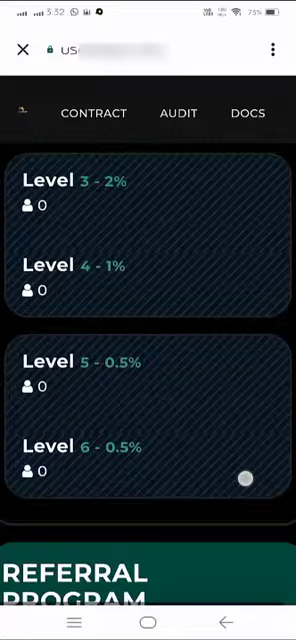 3:32
73%
US
CONTRACT AUDIT DOCS
Level 3 - 2%
0
Level 4 - 1%
0
Level 5 - 0.5%
0
Level 6 - 0.5%
0
REFERRAL
PROGRAM